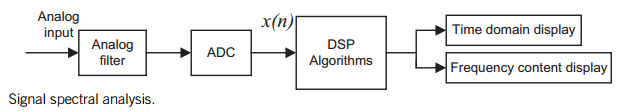 Analog
input
Analog
filter
ADC
x(n)
DSP
Algorithms
Time domain display
Frequency content display
Signal spectral analysis.